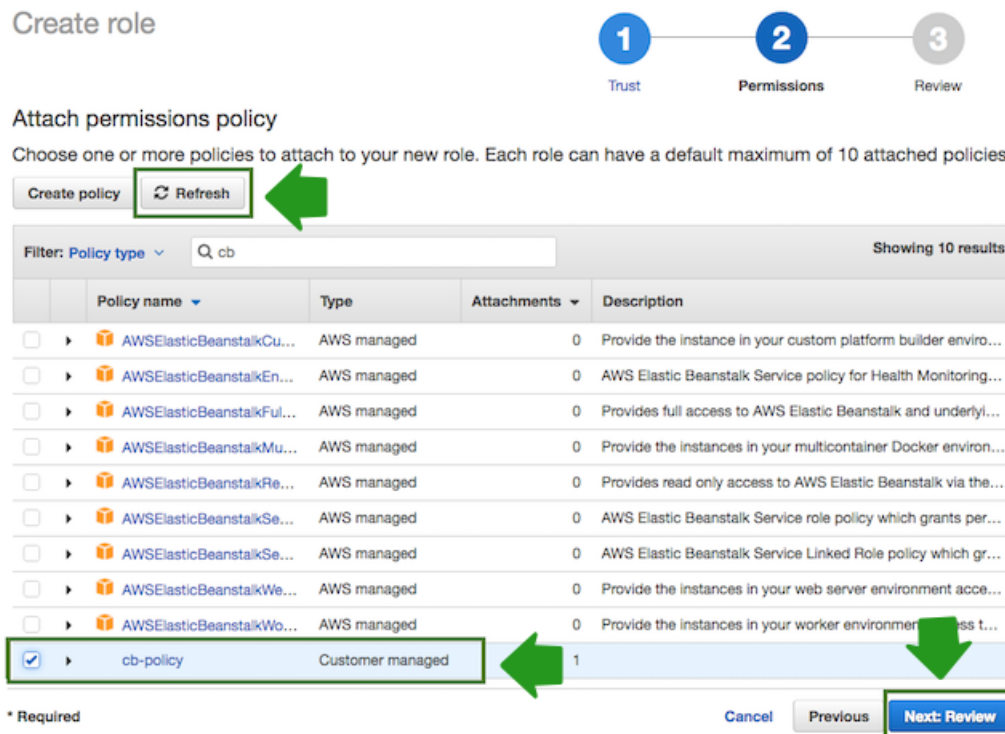 Create role
1 2 3
Trust Permissions Review
Attach permissions policy
Choose one or more policies to attach to your new role. Each role can have a default maximum of 10 attached policies
Create policy Refresh
Filter: Policy type cb Showing 10 results
Policy name Type Attachments Description
AWSElasticBeanstalkCu... AWS managed 0 Provide the instance in your custom platform builder enviro...
AWSElasticBeanstalkEn... AWS managed 0 AWS Elastic Beanstalk Service policy for Health Monitoring...
AWSElasticBeanstalkFul... AWS managed 0 Provides full access to AWS Elastic Beanstalk and underlyi...
AWSElasticBeanstalkMu... AWS managed 0 Provide the instances in your multicontainer Docker environ...
AWSElasticBeanstalkRe... AWS managed 0 Provides read only access to AWS Elastic Beanstalk via the...
AWSElasticBeanstalkSe... AWS managed 0 AWS Elastic Beanstalk Service role policy which grants per...
AWSElasticBeanstalkSe... AWS managed 0 AWS Elastic Beanstalk Service Linked Role policy which gr...
AWSElasticBeanstalkWe... AWS managed 0 Provide the instances in your web server environment acce...
AWSElasticBeanstalkWo... AWS managed 0 Provide the instances in your worker t...
cb-policy Customer managed 1
* Required Cancel Previous Next: Review